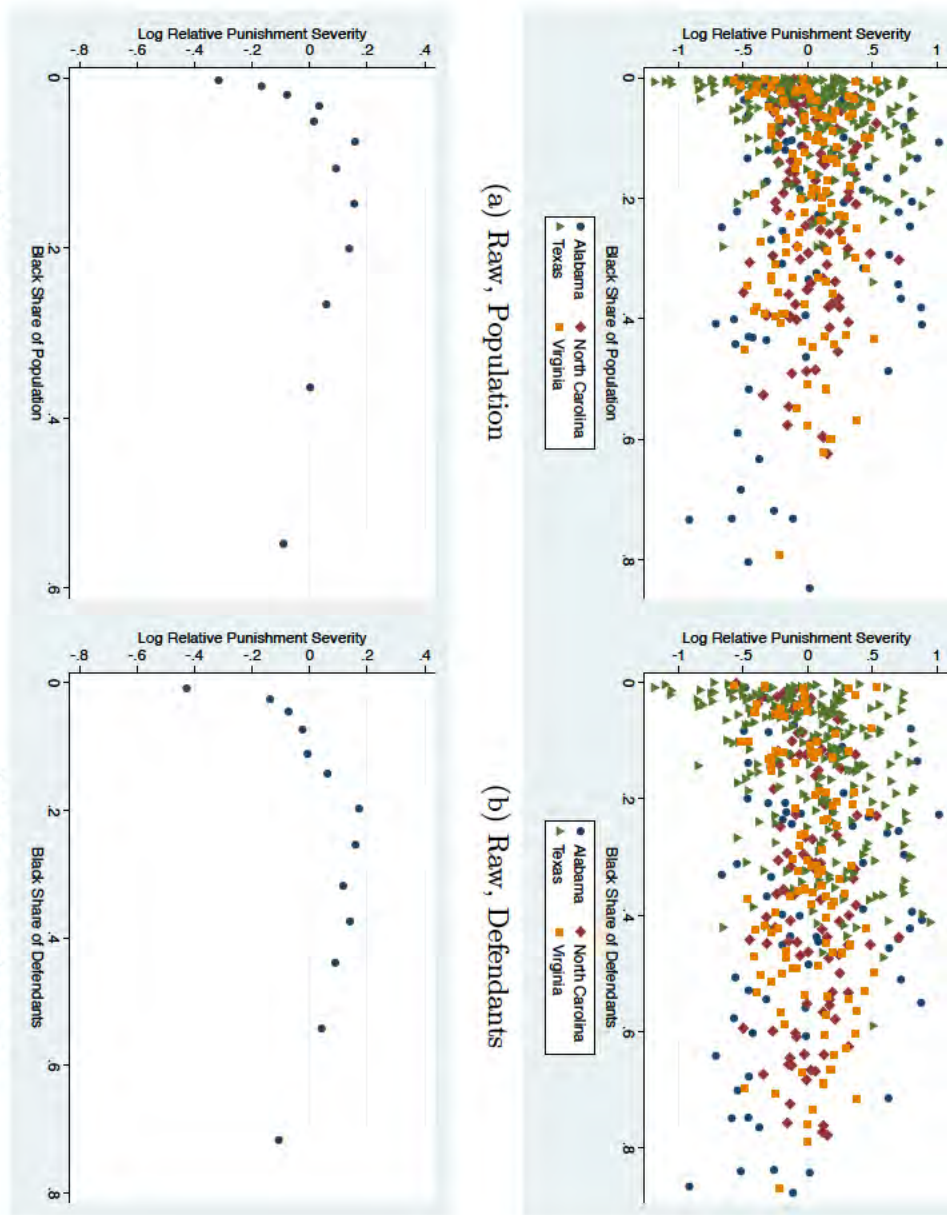 Log Relative Punishment Severity
1
.5
0
-.5
-1
0
.2
.4
.6
.8
Black Share of Population
Alabama
North Carolina
Texas
Virginia
(a) Raw, Population
Log Relative Punishment Severity
1
.5
0
-.5
-1
0
.2
.4
.6
.8
Black Share of Defendants
Alabama
North Carolina
Texas
Virginia
(b) Raw, Defendants
Log Relative Punishment Severity
.4
.2
0
-.2
-.4
-.6
-.8
0
.2
.4
.6
Black Share of Population
Log Relative Punishment Severity
.4
.2
0
-.2
-.4
-.6
-.8
0
.2
.4
.6
.8
Black Share of Defendants